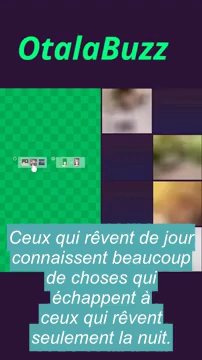 OtalaBuzz
Ceux qui rêvent de jour
connaissent beaucoup
de choses qui
échappent à
ceux qui rêvent
seulement la nuit.